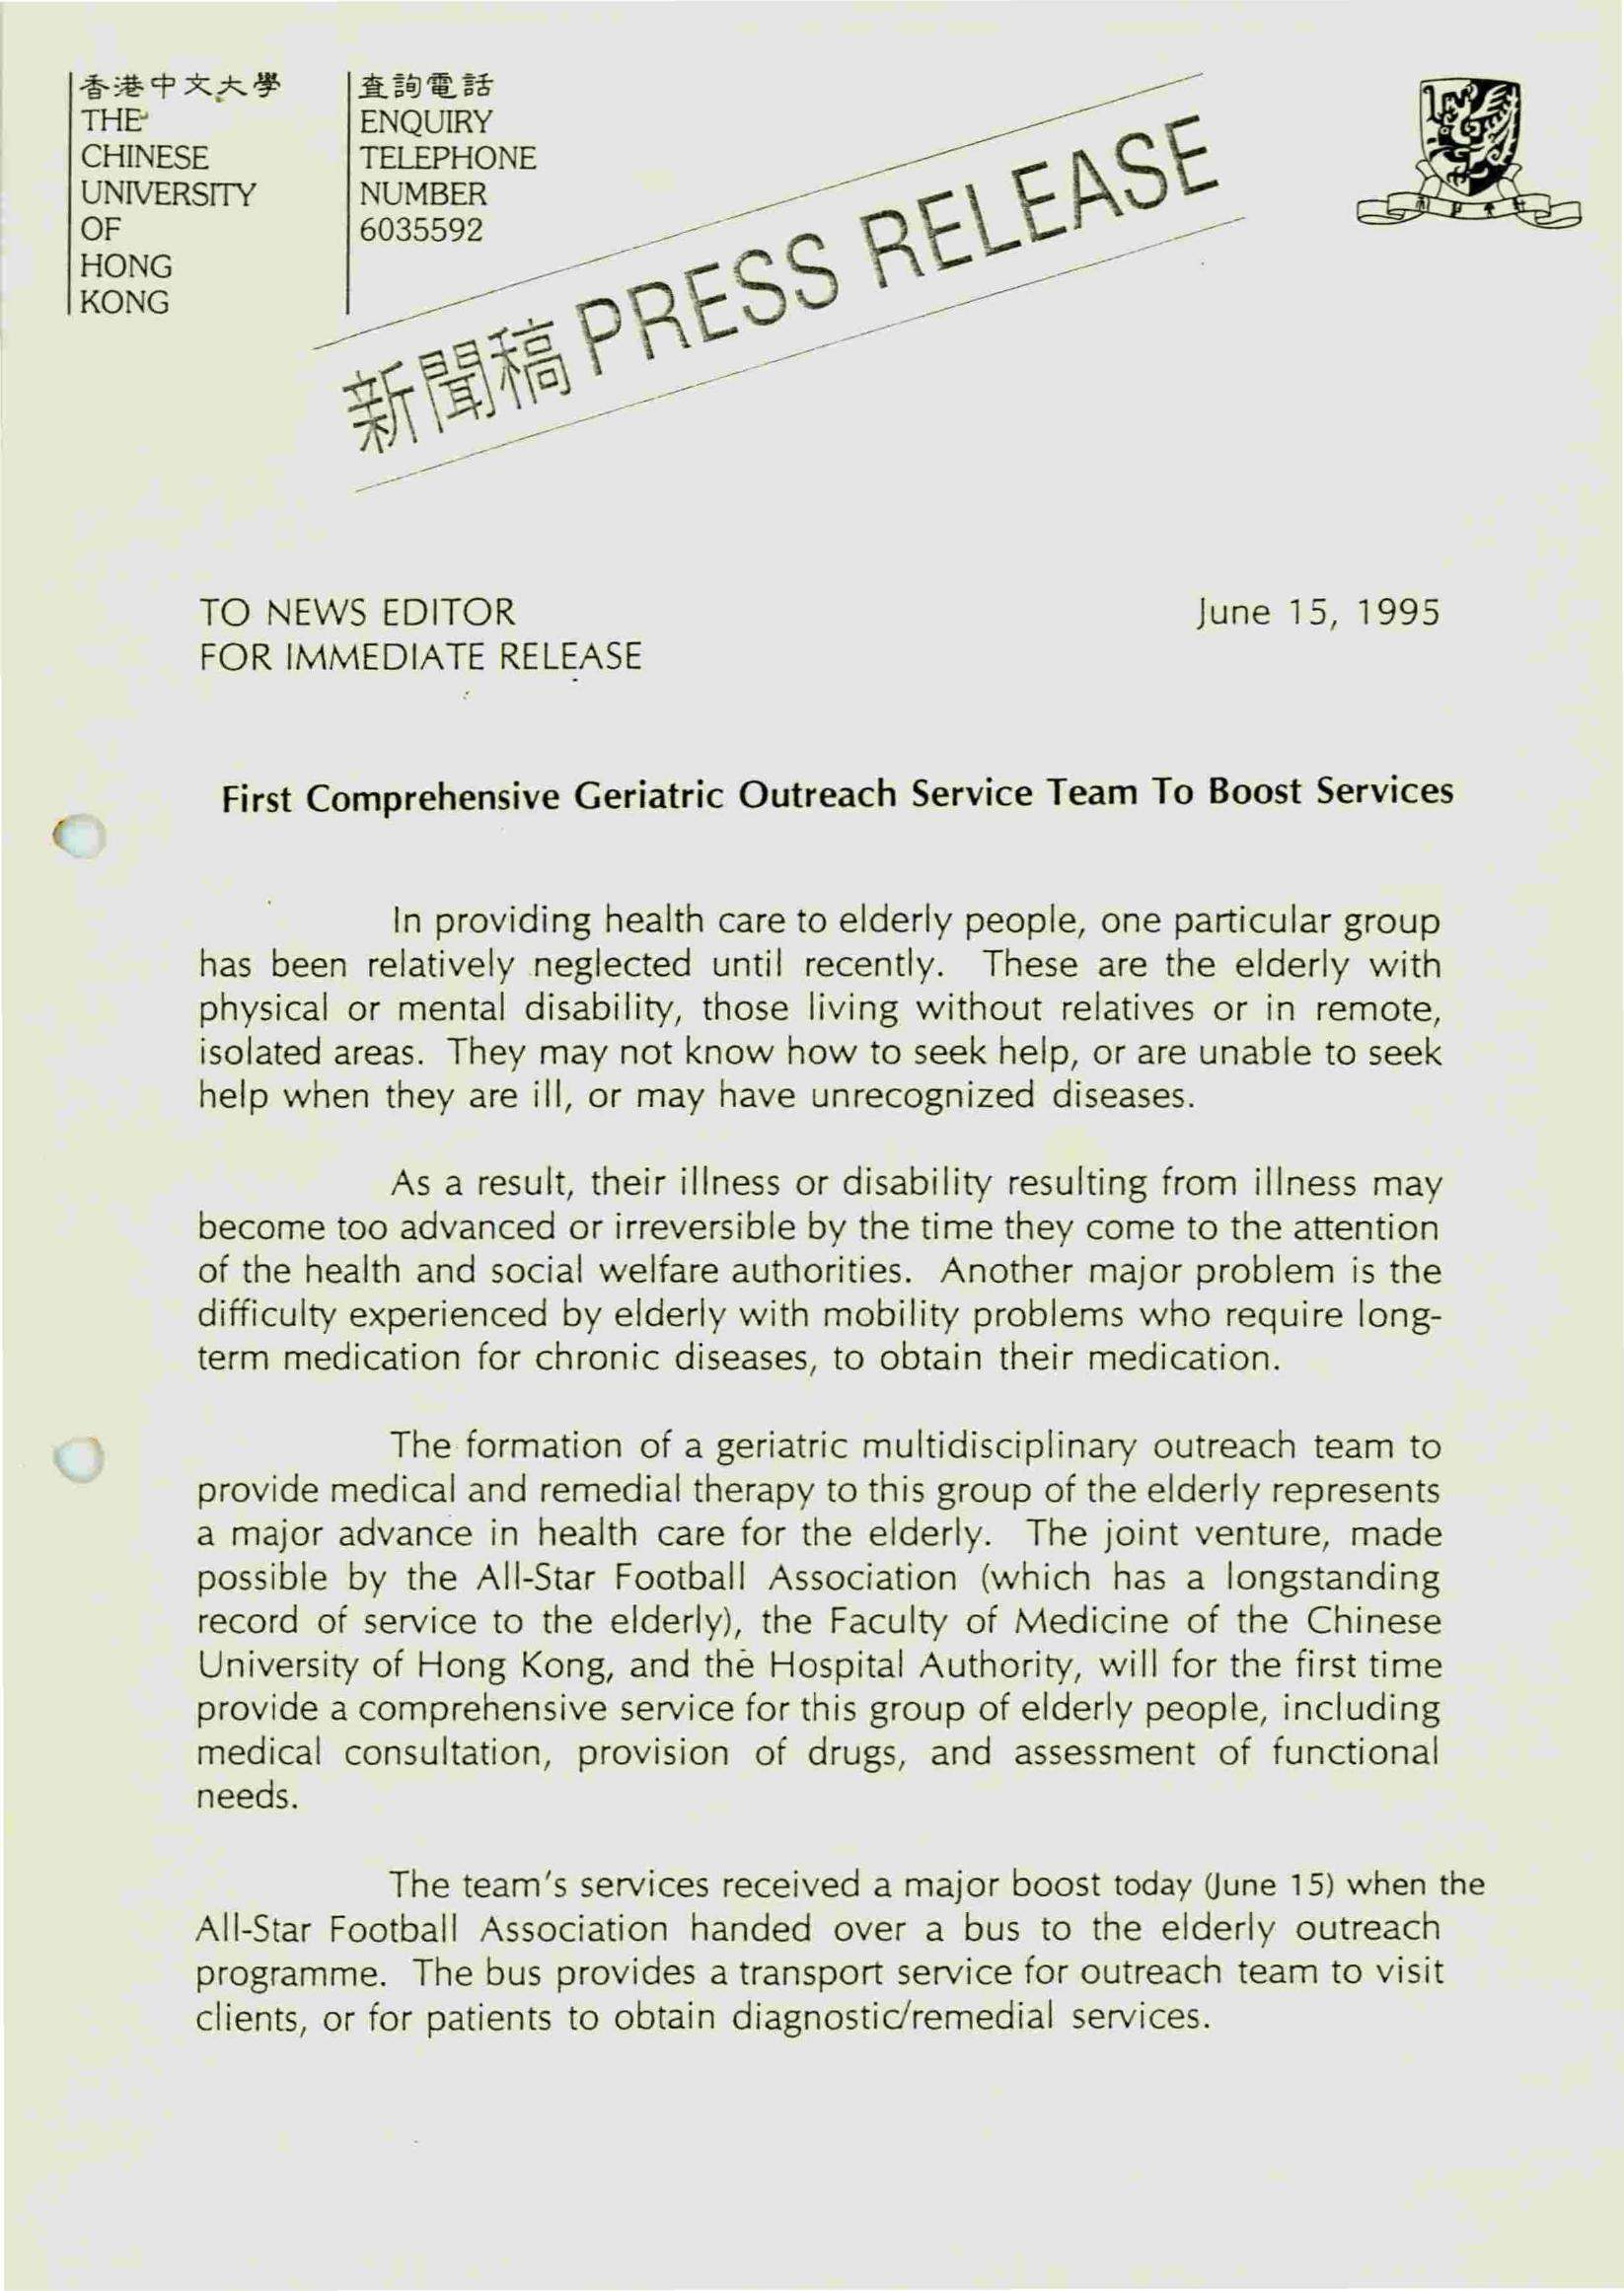 香港中文大學
THE
CHINESE
UNIVERSITY
OF
HONG
KONG
查詢電話
ENQUIRY
TELEPHONE
NUMBER
6035592
新聞稿 PRESS RELEASE
TO NEWS EDITOR
FOR IMMEDIATE RELEASE
June 15, 1995
First Comprehensive Geriatric Outreach Service Team To Boost Services
In providing health care to elderly people, one particular group
has been relatively neglected until recently. These are the elderly with
physical or mental disability, those living without relatives or in remote,
isolated areas. They may not know how to seek help, or are unable to seek
help when they are ill, or may have unrecognized diseases.
As a result, their illness or disability resulting from illness may
become too advanced or irreversible by the time they come to the attention
of the health and social welfare authorities. Another major problem is the
difficulty experienced by elderly with mobility problems who require long-
term medication for chronic diseases, to obtain their medication.
The formation of a geriatric multidisciplinary outreach team to
provide medical and remedial therapy to this group of the elderly represents
a major advance in health care for the elderly. The joint venture, made
possible by the All-Star Football Association (which has a longstanding
record of service to the elderly), the Faculty of Medicine of the Chinese
University of Hong Kong, and the Hospital Authority, will for the first time
provide a comprehensive service for this group of elderly people, including
medical consultation, provision of drugs, and assessment of functional
needs.
The team's services received a major boost today (June 15) when the
All-Star Football Association handed over a bus to the elderly outreach
programme. The bus provides a transport service for outreach team to visit
clients, or for patients to obtain diagnostic/remedial services.